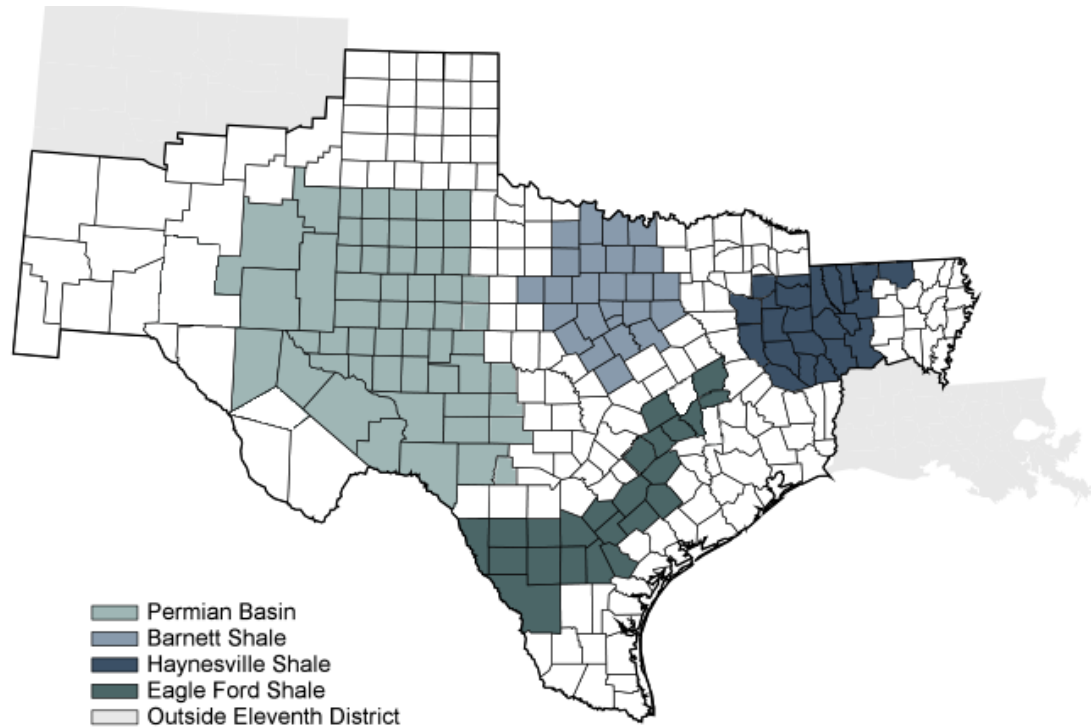 Permian Basin
Barnett Shale
Haynesville Shale
Eagle Ford Shale
Outside Eleventh District